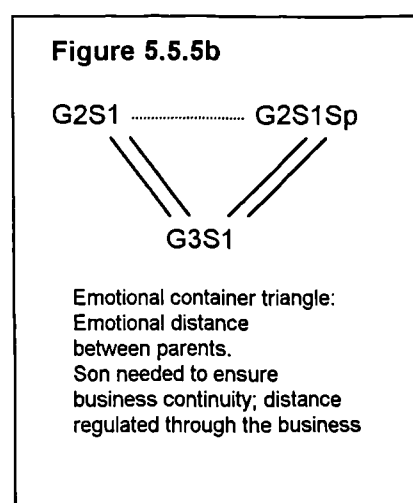 Figure 5.5.5b
G2S1 ........................ G2S1Sp
G3S1
Emotional container triangle:
Emotional distance
between parents.
Son needed to ensure
business continuity; distance
regulated through the business